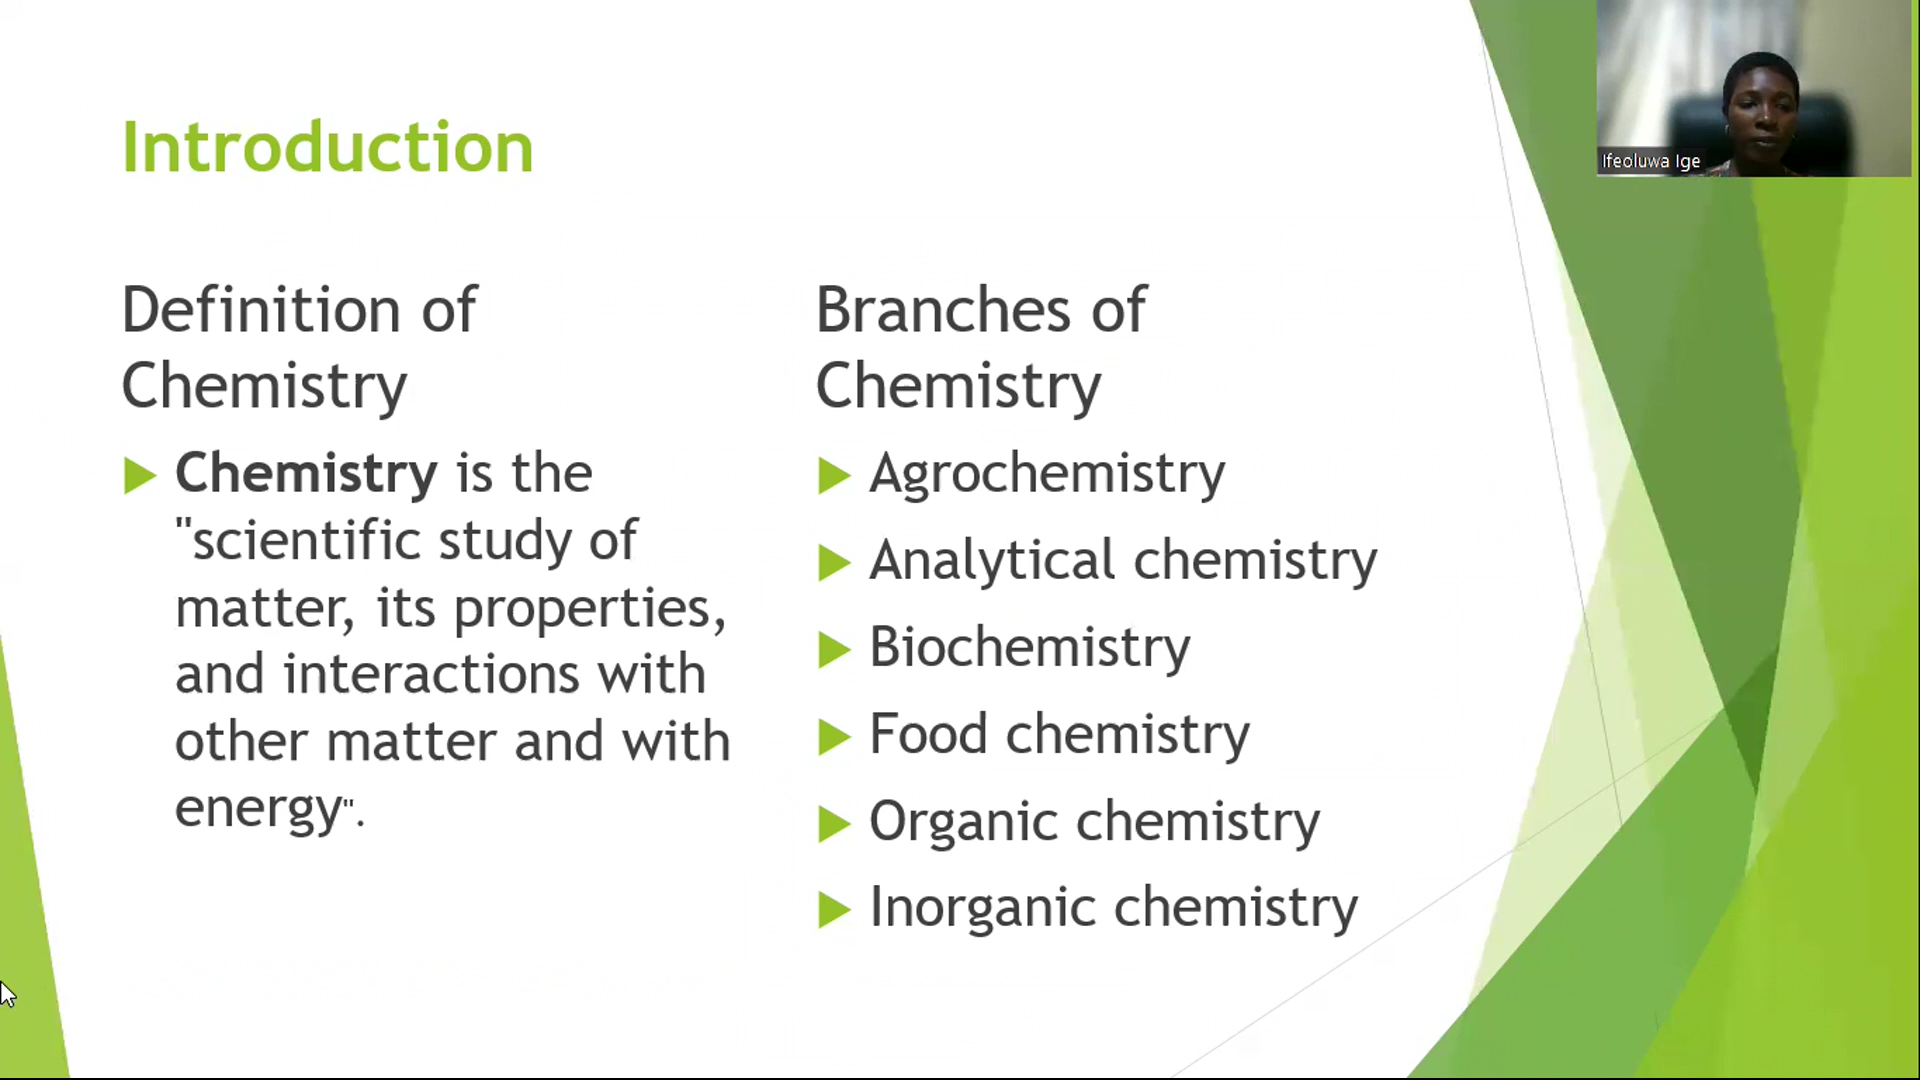 Introduction
Definition of
Chemistry
Chemistry is the
"scientific study of
matter, its properties,
and interactions with
other matter and with
energy".
Branches of
Chemistry
Agrochemistry
Analytical chemistry
Biochemistry
Food chemistry
Organic chemistry
Inorganic chemistry
Ifeoluwa Ige